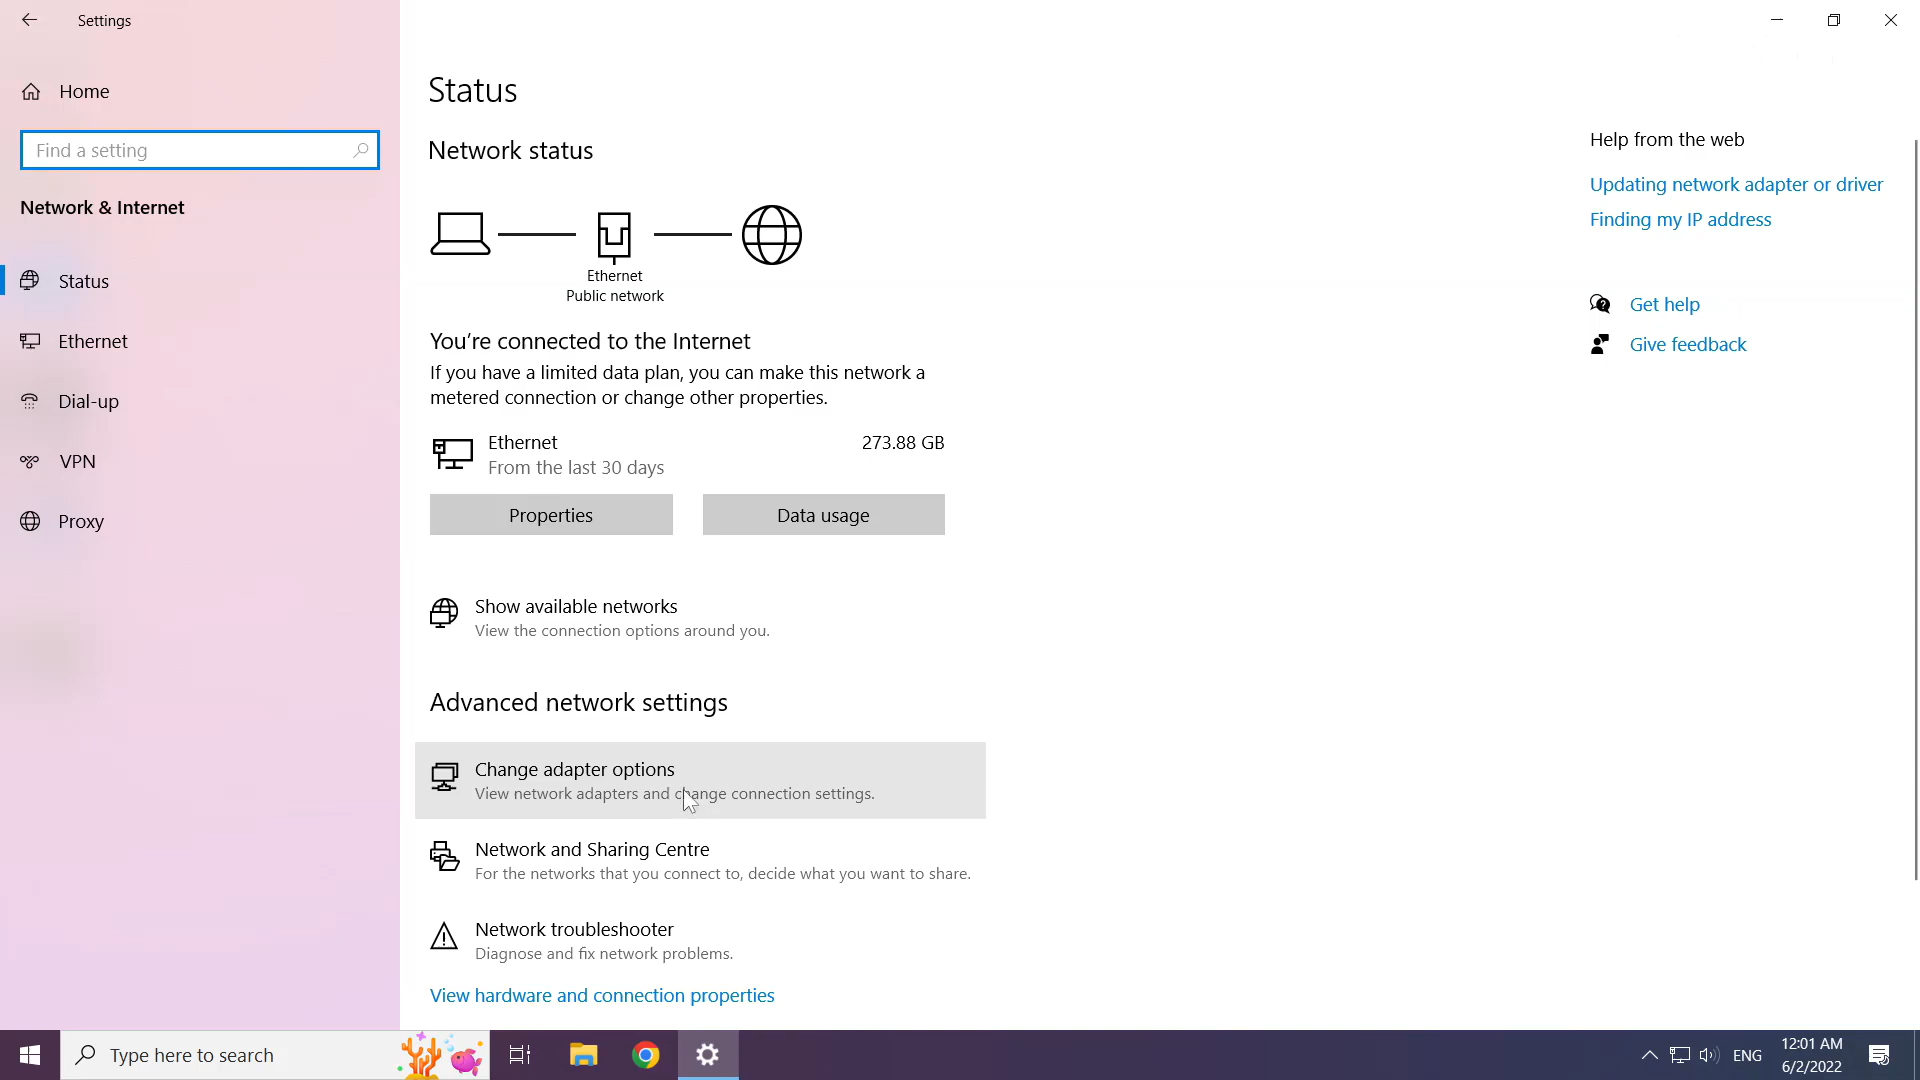 Settings
Home
Find a setting
Network & Internet
Status
Ethernet
Dial-up
VPN
Proxy
Status
Network status
Ethernet
Public network
You’re connected to the Internet
If you have a limited data plan, you can make this network a
metered connection or change other properties.
Ethernet 273.88 GB
From the last 30 days
Properties Data usage
Show available networks
View the connection options around you.
Advanced network settings
Change adapter options
View network adapters and change connection settings.
Network and Sharing Centre
For the networks that you connect to, decide what you want to share.
Network troubleshooter
Diagnose and fix network problems.
View hardware and connection properties
Help from the web
Updating network adapter or driver
Finding my IP address
Get help
Give feedback
Type here to search
ENG
12:01 AM
6/2/2022